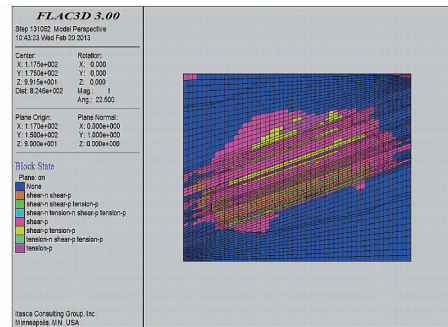 FLAC3D 3.00
Step 131052 Model Perspective
10:43:23 Wed Feb 20 2013
Center: Rotation:
X: 1.175e+002 X: 0.000
Y: 1.750e+002 Y: 0.000
Z: 9.915e+001 Z: 0.000
Dist: 8.246e+002 Mag.: 1
Ang.: 22.500
Plane Origin: Plane Normal:
X: 1.170e+002 X: 0.000e+000
Y: 1.500e+002 Y: 1.000e+000
Z: 9.000e+001 Z: 0.000e+000
Block State
Plane: on
None
shear-n shear-p
shear-n shear-p tension-p
shear-n tension-n shear-p tension-p
shear-p
shear-p tension-p
tension-n shear-p tension-p
tension-p
Itasca Consulting Group, Inc.
Minneapolis, MN USA